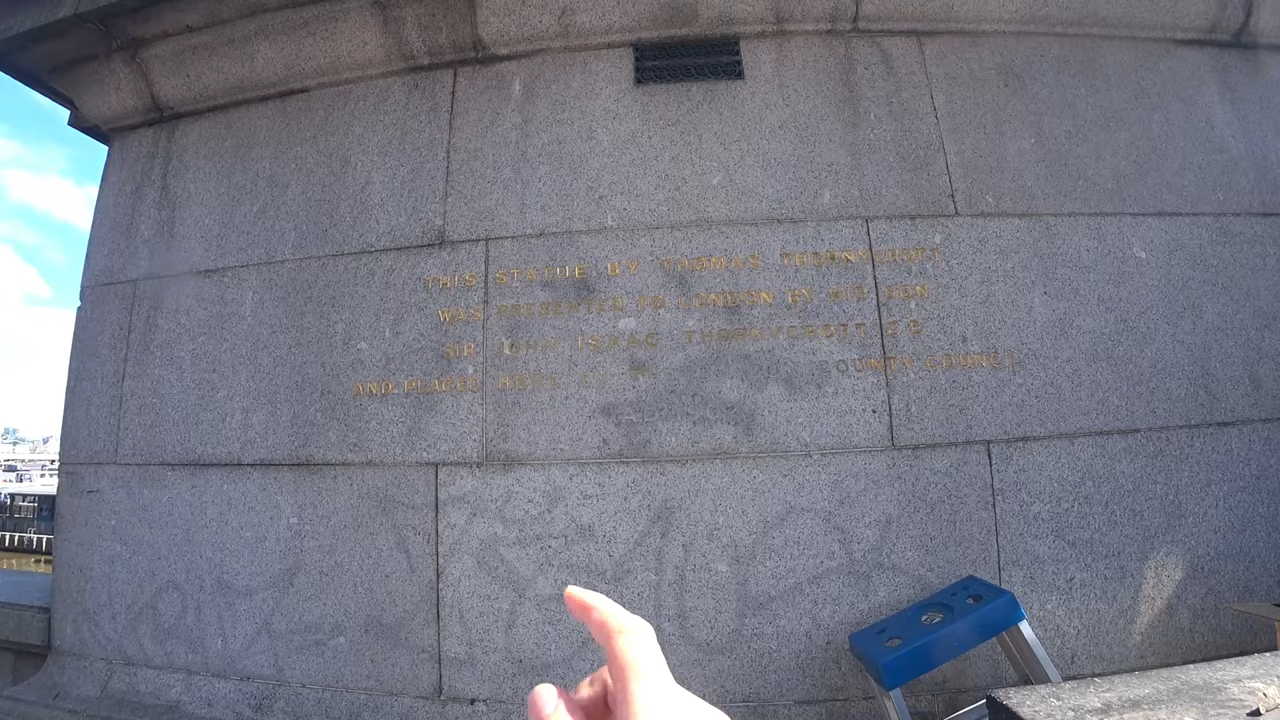 THIS STATUE BY THOMAS THORNYCROFT
WAS PRESENTED TO LONDON BY HIS SON
SIR JOHN ISAAC THORNYCROFT
AND PLACED HERE BY COUNTY COUNCIL